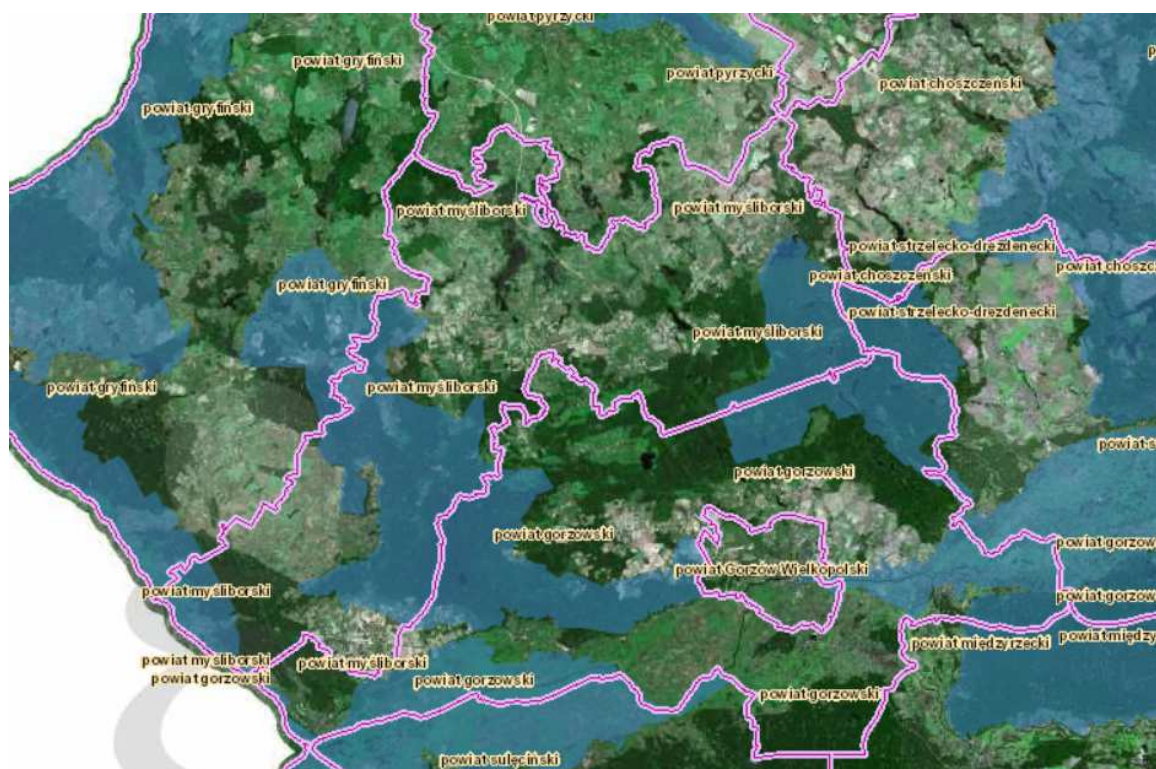 powiat pyrzycki
powiat gryfiński
powiat pyrzycki
powiat choszczeński
powiat gryfiński
powiat myśliborski
powiat myśliborski
powiat strzelecko-drezdenecki
powiat choszczeński
powiat gryfiński
powiat strzelecko-drezdenecki
powiat myśliborski
powiat gryfiński
powiat myśliborski
powiat gorzowski
powiat gorzowski
powiat Gorzów Wielkopolski
powiat myśliborski
powiat międzyrzecki
powiat myśliborski
powiat myśliborski
powiat gorzowski
powiat gorzowski
powiat gorzowski
powiat sulęciński